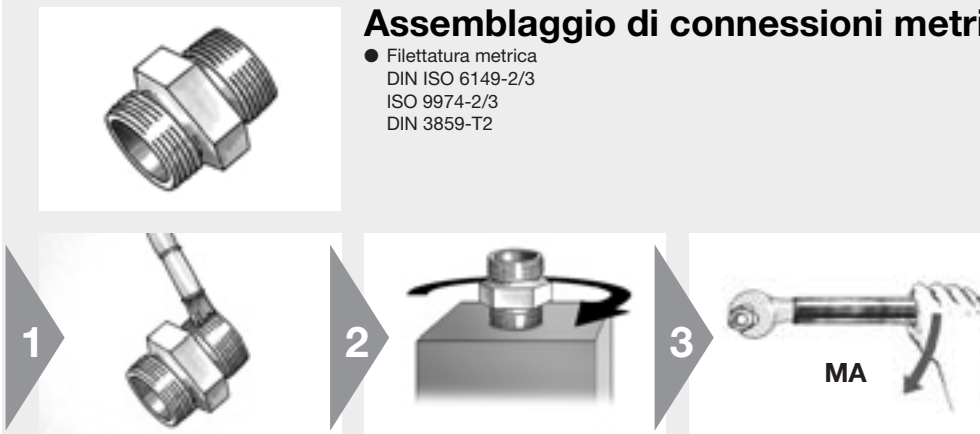 Assemblaggio di connessioni metri
● Filettatura metrica
DIN ISO 6149-2/3
ISO 9974-2/3
DIN 3859-T2
1
2
3
MA